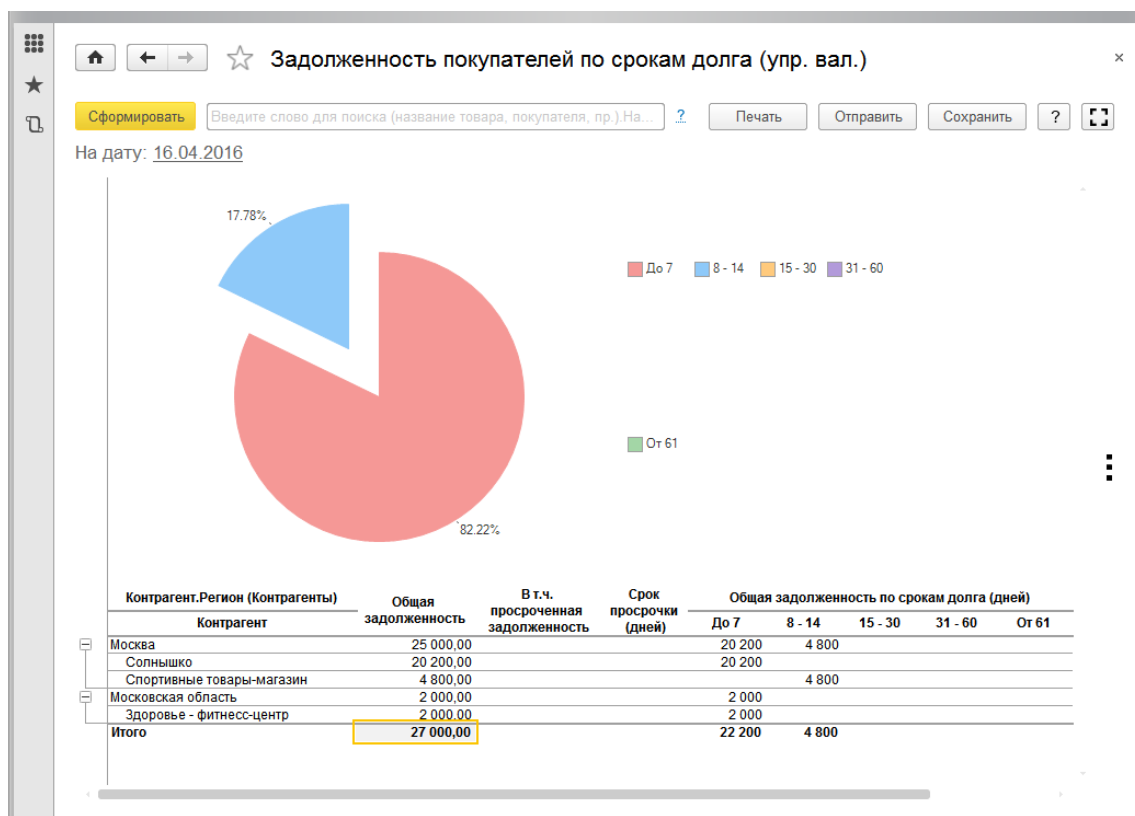 Задолженность покупателей по срокам долга (упр. вал.)
Сформировать
Введите слово для поиска (название товара, покупателя, пр.).На...
?
Печать
Отправить
Сохранить
?
На дату: 16.04.2016
17.78%
До 7 8 - 14 15 - 30 31 - 60
От 61
82.22%
Контрагент.Регион (Контрагенты) Общая задолженность В т.ч. просроченная задолженность Срок просрочки (дней) Общая задолженность по срокам долга (дней)
Контрагент До 7 8 - 14 15 - 30 31 - 60 От 61
Москва 25 000,00 20 200 4 800
Солнышко 20 200,00 20 200
Спортивные товары-магазин 4 800,00 4 800
Московская область 2 000,00 2 000
Здоровье - фитнесс-центр 2 000,00 2 000
Итого 27 000,00 22 200 4 800